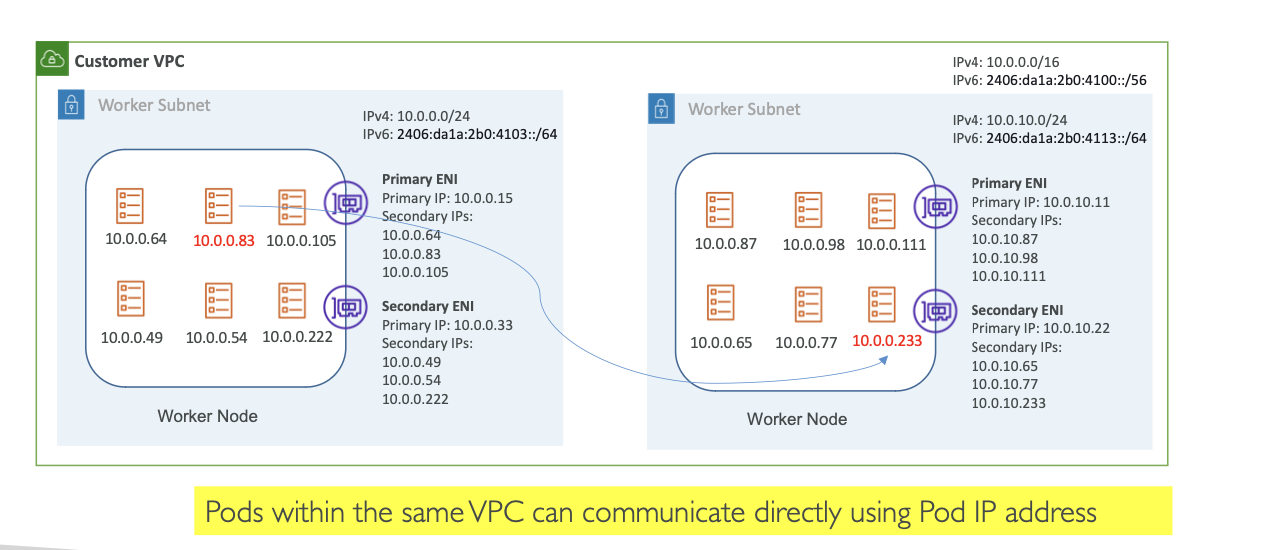 Customer VPC
IPv4: 10.0.0.0/16
IPv6: 2406:da1a:2b0:4100::/56
Worker Subnet
IPv4: 10.0.0.0/24
IPv6: 2406:da1a:2b0:4103::/64
10.0.0.64
10.0.0.83
10.0.0.105
10.0.0.49
10.0.0.54
10.0.0.222
Worker Node
Primary ENI
Primary IP: 10.0.0.15
Secondary IPs:
10.0.0.64
10.0.0.83
10.0.0.105
Secondary ENI
Primary IP: 10.0.0.33
Secondary IPs:
10.0.0.49
10.0.0.54
10.0.0.222
Worker Subnet
IPv4: 10.0.10.0/24
IPv6: 2406:da1a:2b0:4113::/64
10.0.0.87
10.0.0.98
10.0.0.111
10.0.0.65
10.0.0.77
10.0.0.233
Worker Node
Primary ENI
Primary IP: 10.0.10.11
Secondary IPs:
10.0.10.87
10.0.10.98
10.0.10.111
Secondary ENI
Primary IP: 10.0.10.22
Secondary IPs:
10.0.10.65
10.0.10.77
10.0.10.233
Pods within the same VPC can communicate directly using Pod IP address